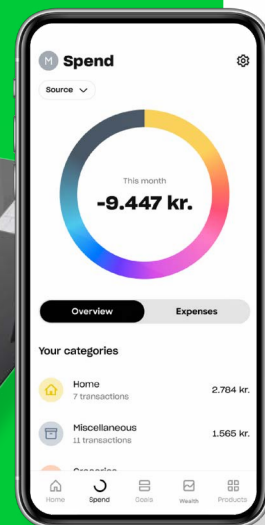 M Spend
Source
This month
-9.447 kr.
Overview Expenses
Your categories
Home
7 transactions
2.784 kr.
Miscellaneous
11 transactions
1.565 kr.
Groceries
Home Spend Goals Wealth Products